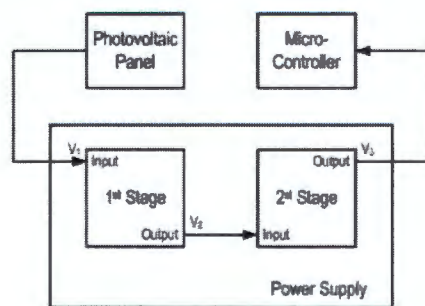 Photovoltaic
Panel
Micro-
Controller
V₁
Input
1st Stage
Output
V₂
Output
V₃
2nd Stage
Input
Power Supply